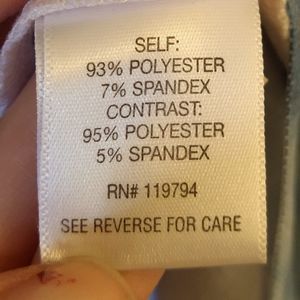 SELF:
93% POLYESTER
7% SPANDEX
CONTRAST:
95% POLYESTER
5% SPANDEX
RN# 119794
SEE REVERSE FOR CARE